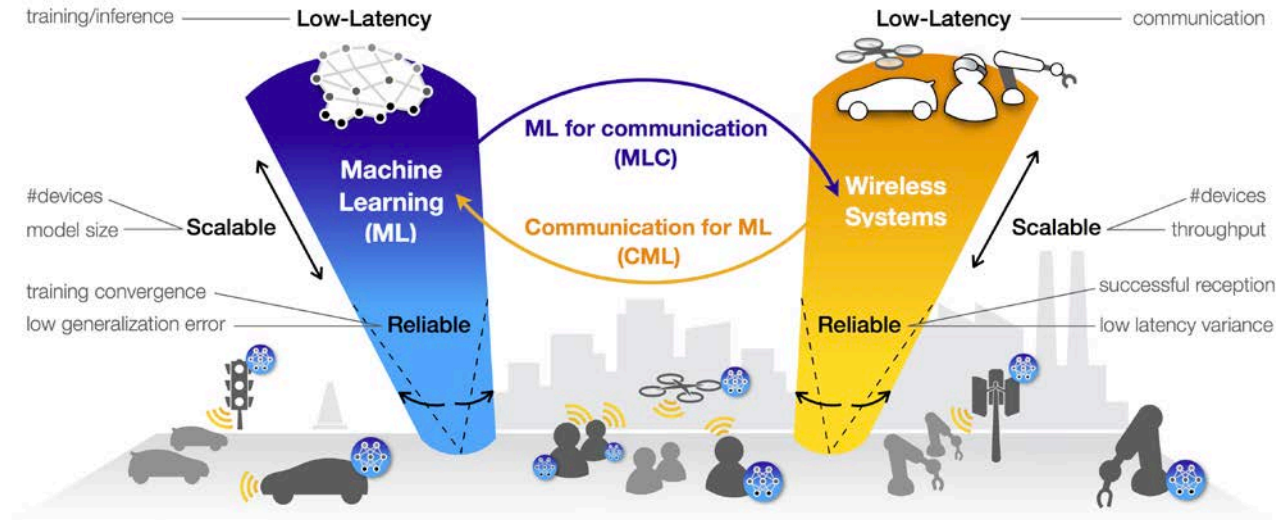 training/inference
Low-Latency
Low-Latency
communication
ML for communication
(MLC)
Machine
Learning
(ML)
Wireless
Systems
#devices
model size
Scalable
Communication for ML
(CML)
Scalable
#devices
throughput
training convergence
low generalization error
Reliable
Reliable
successful reception
low latency variance